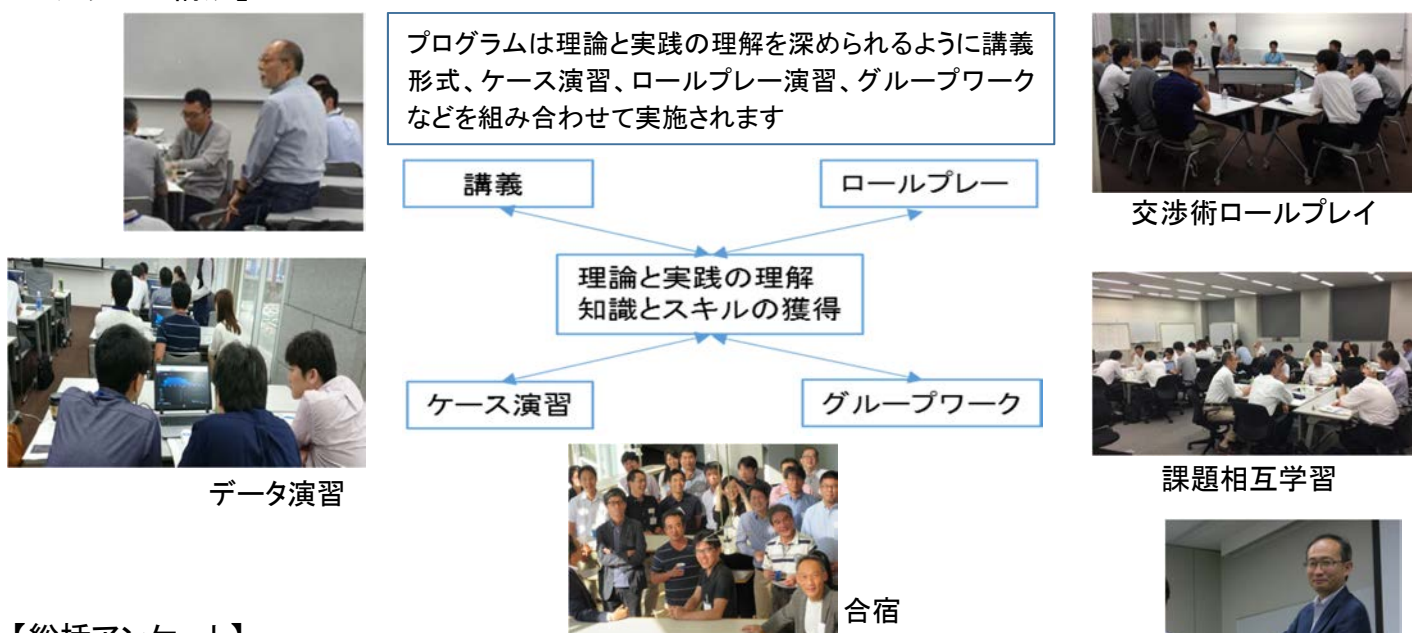 プログラムは理論と実践の理解を深められるように講義
形式、ケース演習、ロールプレー演習、グループワーク
などを組み合わせて実施されます
講義
ロールプレー
交渉術ロールプレイ
理論と実践の理解
知識とスキルの獲得
ケース演習
グループワーク
データ演習
課題相互学習
合宿
【総括アンケート】